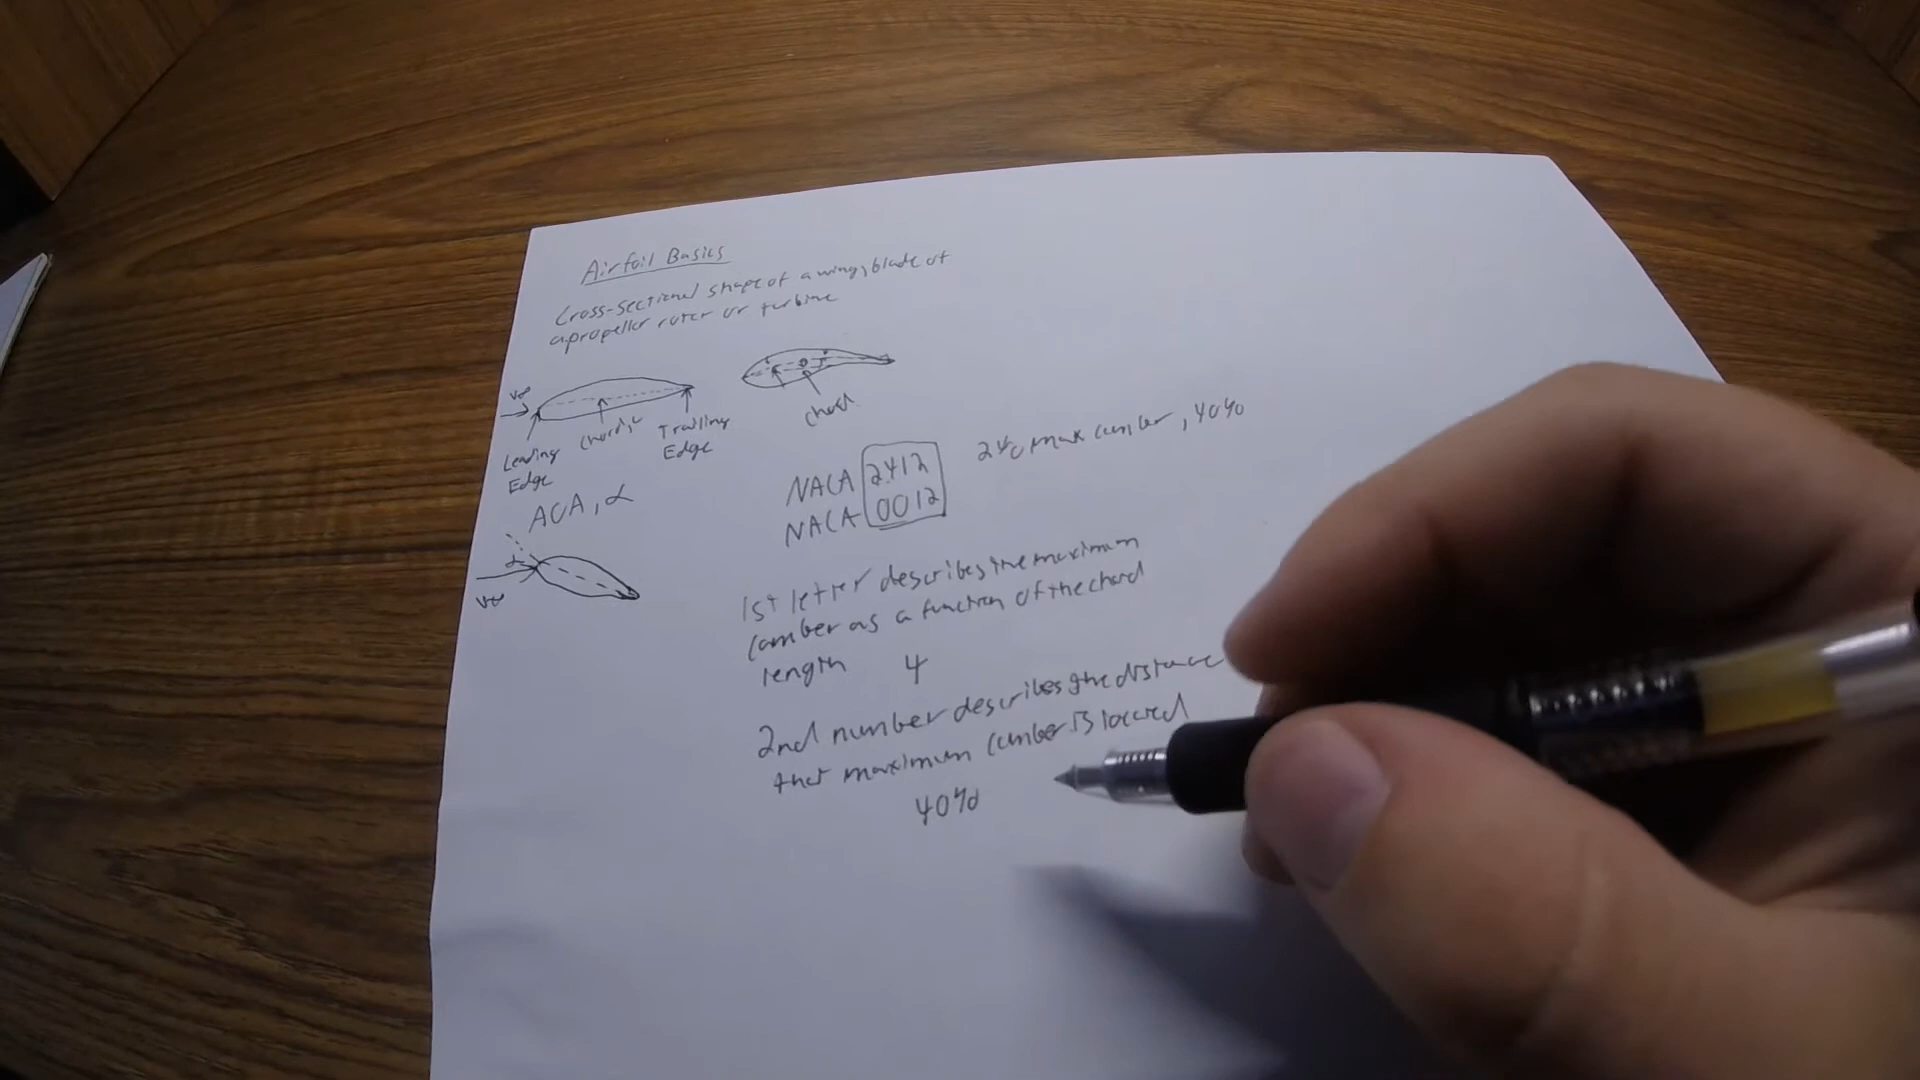 Airfoil Basics
Cross-sectional shape of a wing, blade of
a propeller rotor or turbine
V∞
Leading
Edge
Chord, c
Trailing
Edge
chord
AOA, α
α
V∞
NACA 2412
NACA 0012
2% max camber, 40%
1st letter describes the maximum
camber as a function of the chord
length 4
2nd number describes the distance
that maximum camber is located
40%